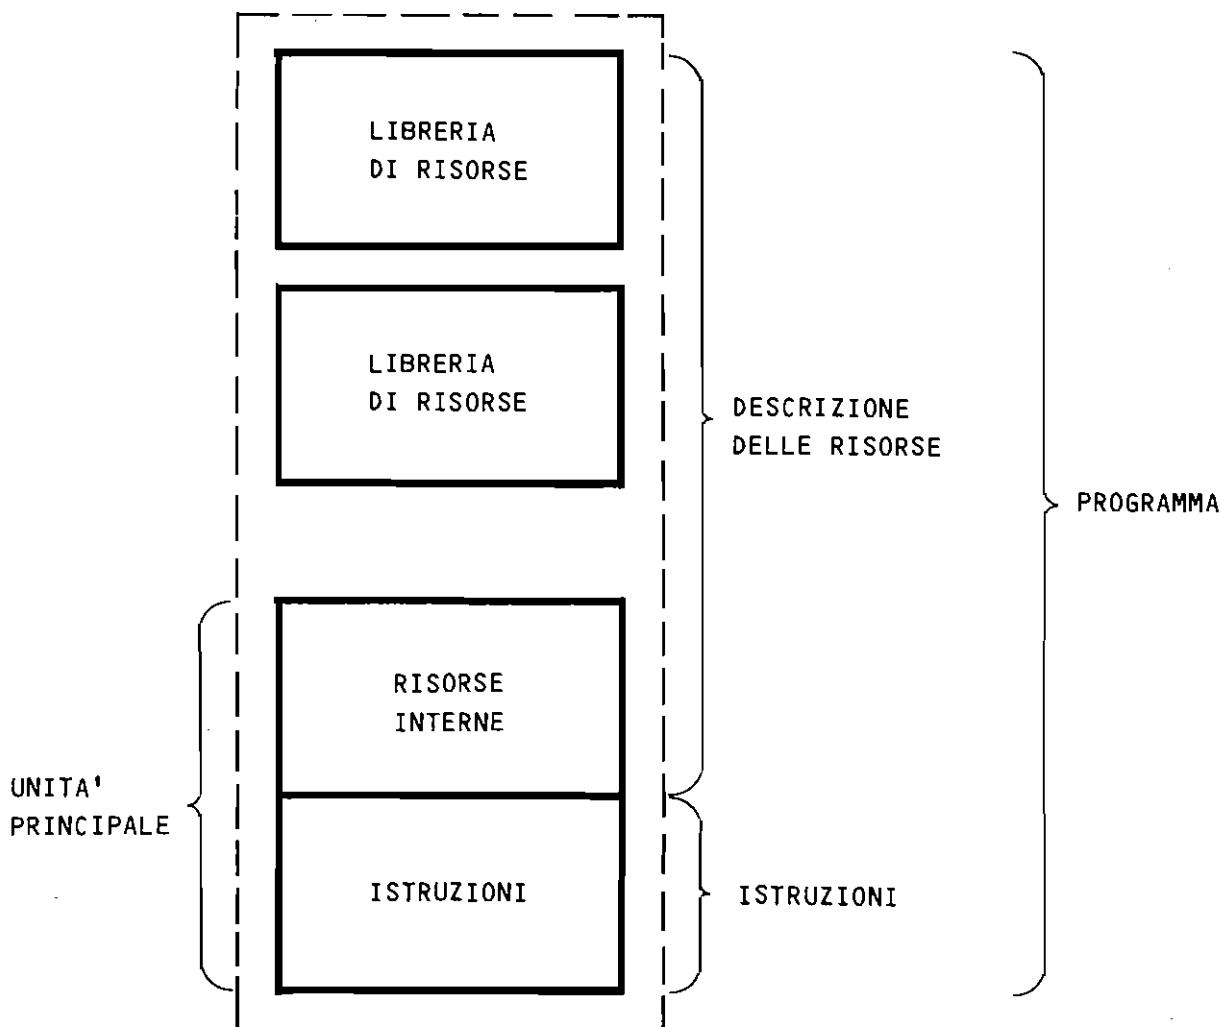 LIBRERIA
DI RISORSE
LIBRERIA
DI RISORSE
DESCRIZIONE
DELLE RISORSE
PROGRAMMA
RISORSE
INTERNE
UNITA'
PRINCIPALE
ISTRUZIONI
ISTRUZIONI